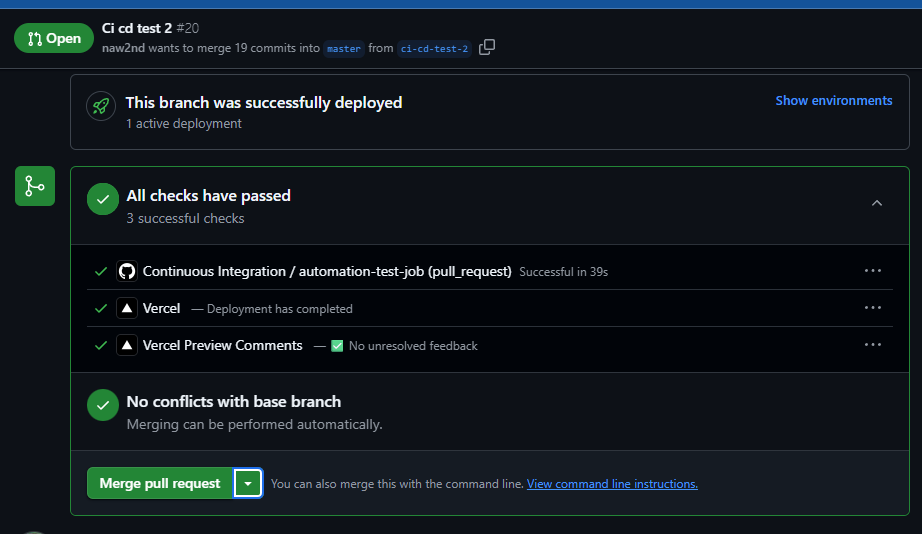 Open
Ci cd test 2 #20
naw2nd wants to merge 19 commits into master from ci-cd-test-2
This branch was successfully deployed
Show environments
1 active deployment
All checks have passed
3 successful checks
Continuous Integration / automation-test-job (pull_request) Successful in 39s
Vercel — Deployment has completed
Vercel Preview Comments — ✅ No unresolved feedback
No conflicts with base branch
Merging can be performed automatically.
Merge pull request
You can also merge this with the command line. View command line instructions.